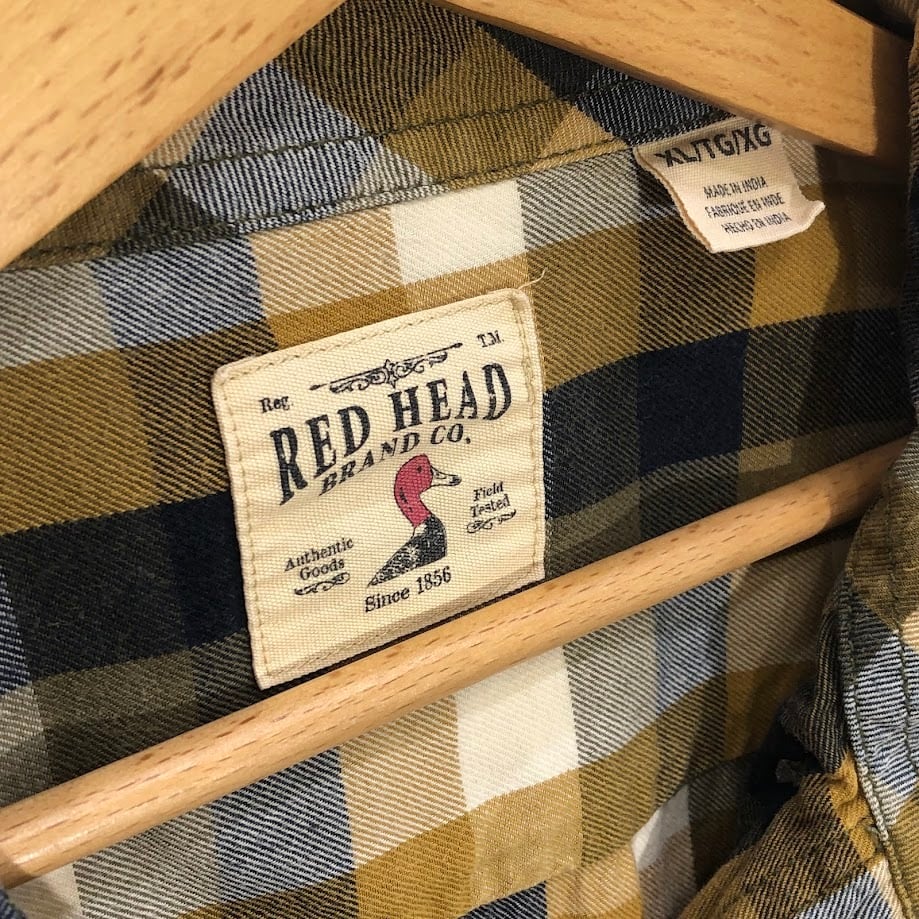 XL/TG/XG
MADE IN INDIA
FABRIQUÉ EN INDE
HECHO EN INDIA
Reg
T.M.
RED HEAD
BRAND CO.
Field
Tested
Authentic
Goods
Since 1856